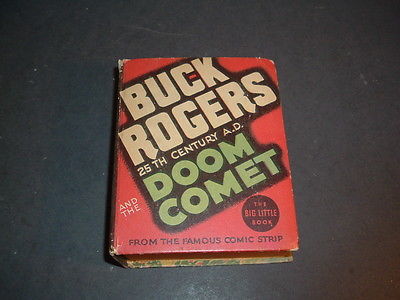 BUCK
ROGERS
25TH CENTURY A.D.
AND THE
DOOM
COMET
THE
BIG LITTLE
BOOK
FROM THE FAMOUS COMIC STRIP